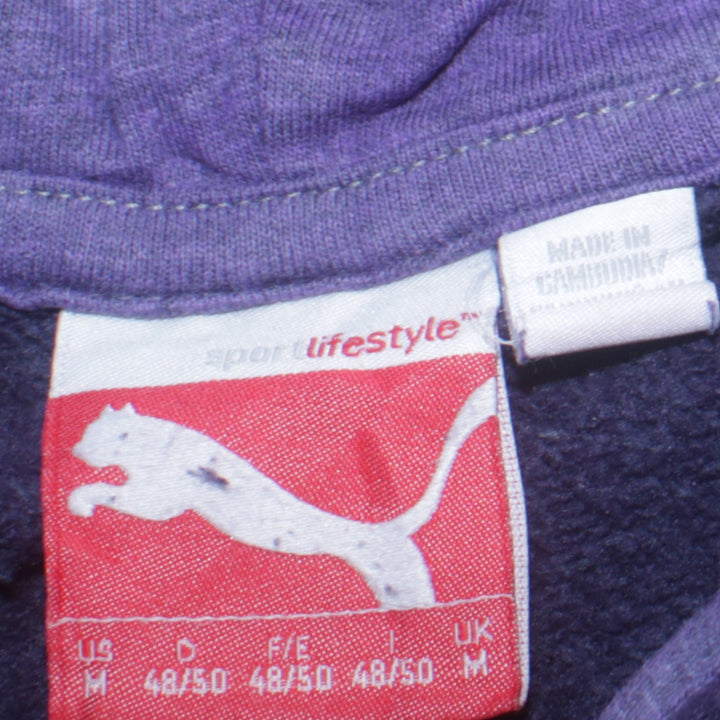 MADE IN
CAMBODIA/
sportlifestyle™
US D F/E I UK
M 48/50 48/50 48/50 M